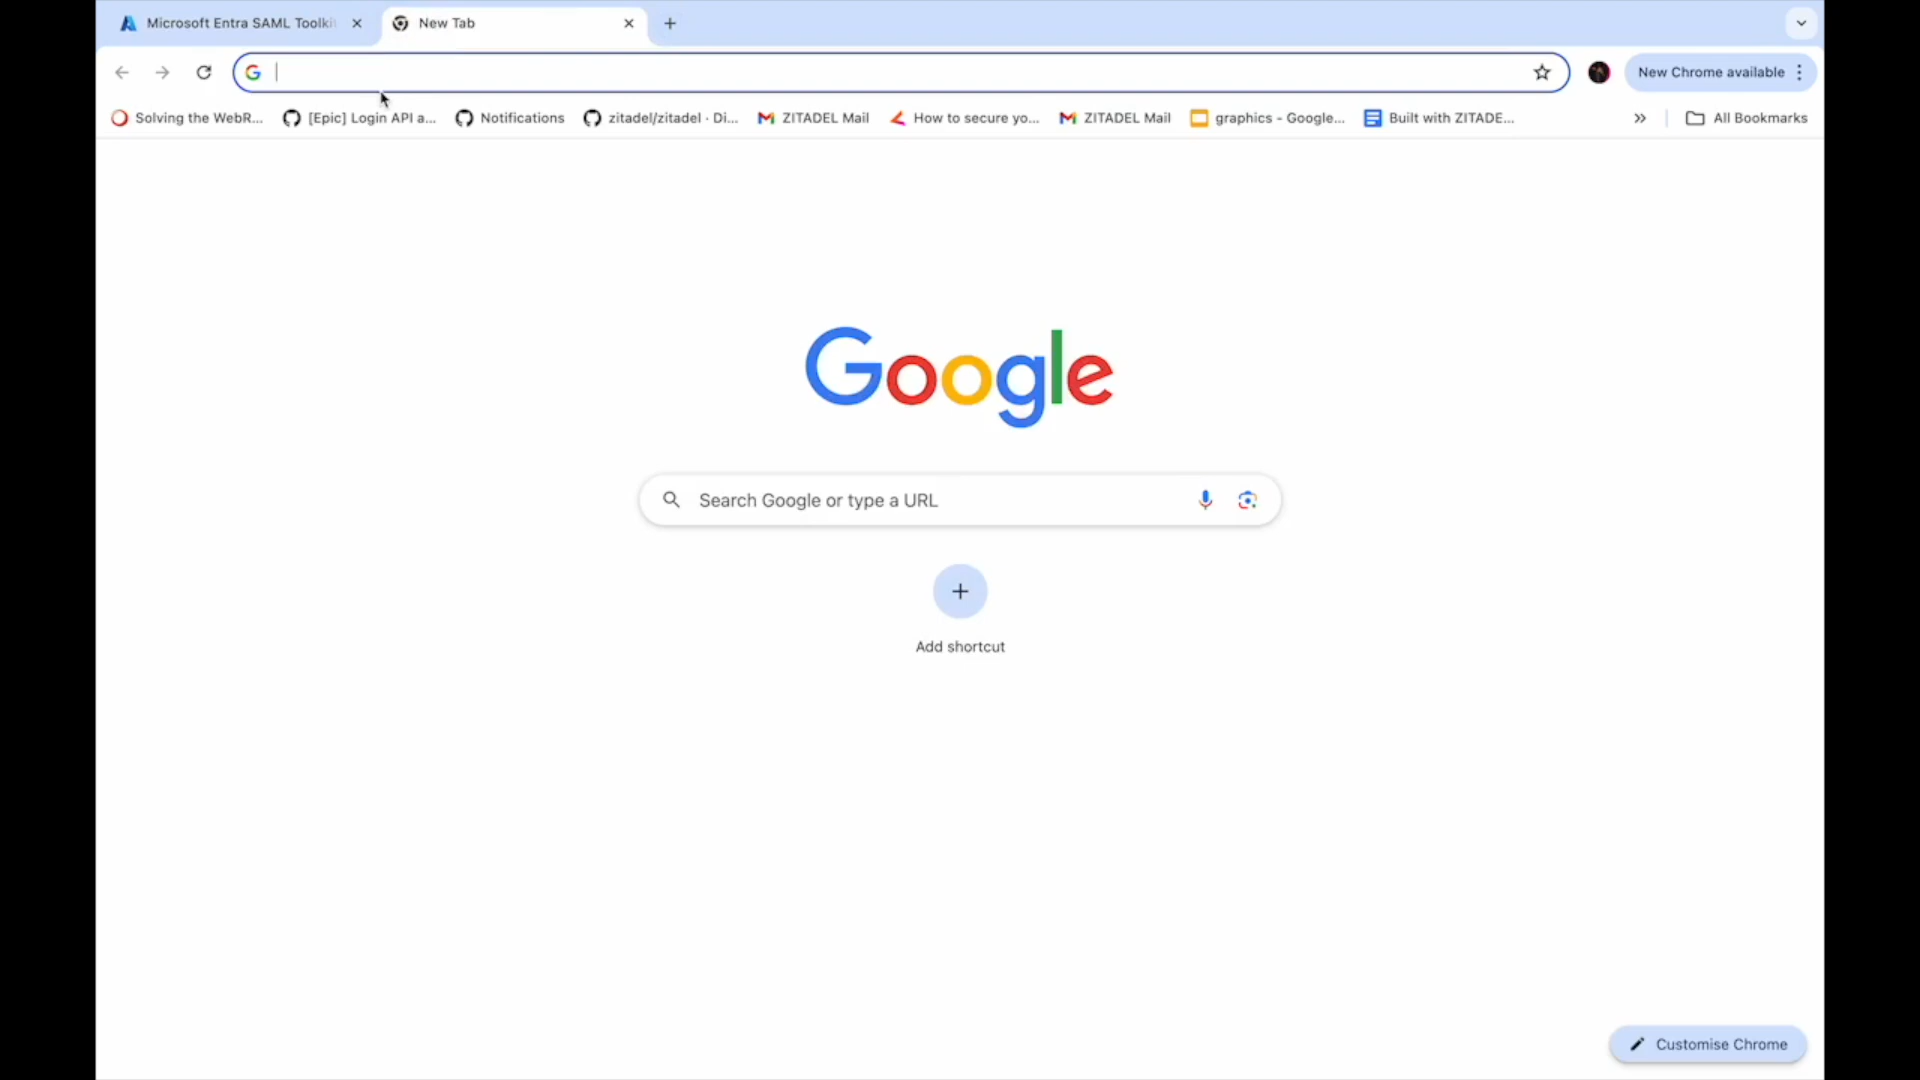 Microsoft Entra SAML Toolki
New Tab
New Chrome available
Solving the WebR...
[Epic] Login API a...
Notifications
zitadel/zitadel · Di...
ZITADEL Mail
How to secure yo...
ZITADEL Mail
graphics - Google...
Built with ZITADE...
All Bookmarks
Google
Search Google or type a URL
Add shortcut
Customise Chrome